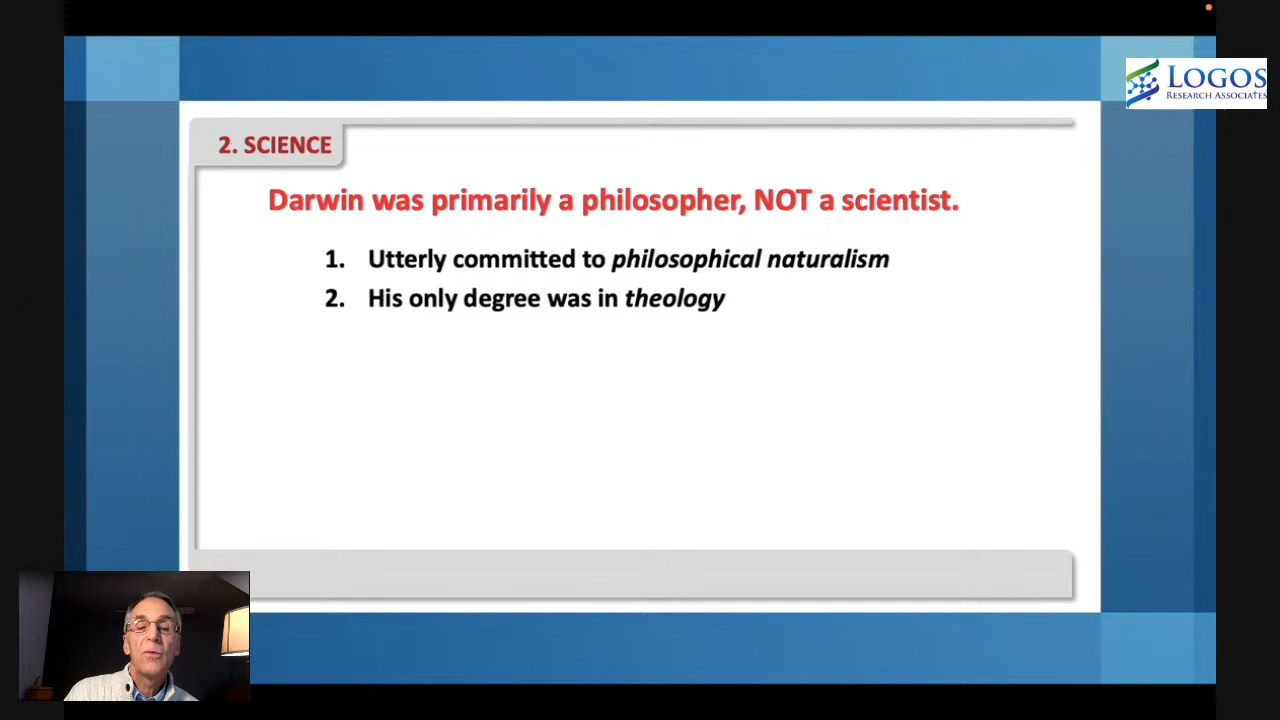 LOGOS
RESEARCH ASSOCIATES
2. SCIENCE
Darwin was primarily a philosopher, NOT a scientist.
1. Utterly committed to philosophical naturalism
2. His only degree was in theology